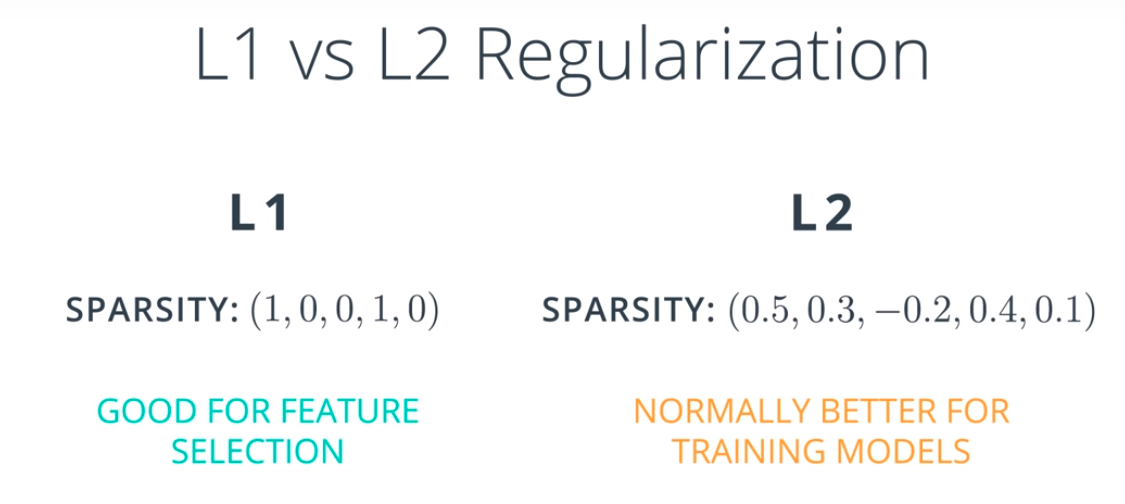 L1 vs L2 Regularization
L1
L2
SPARSITY: (1, 0, 0, 1, 0)
SPARSITY: (0.5, 0.3, −0.2, 0.4, 0.1)
GOOD FOR FEATURE
SELECTION
NORMALLY BETTER FOR
TRAINING MODELS